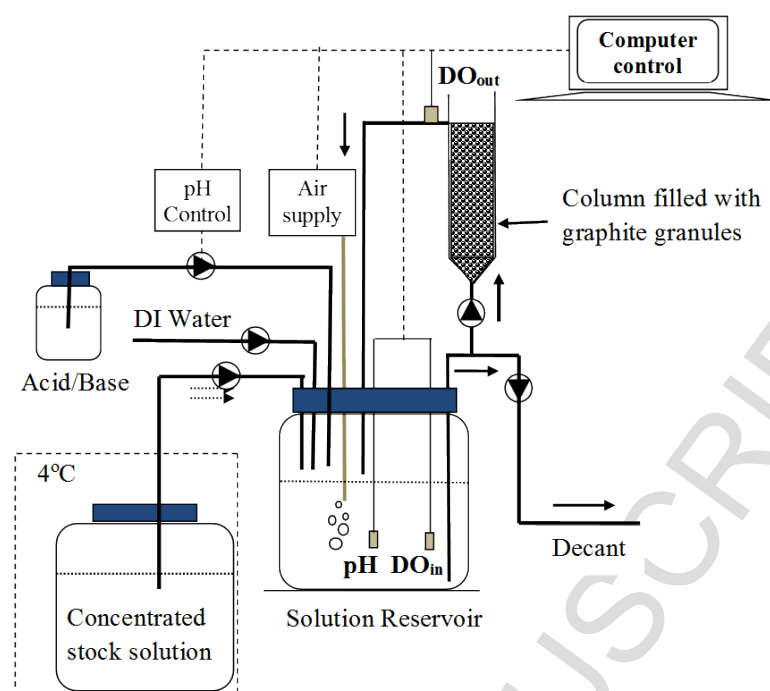 Computer
control
DOout
pH
Control
Air
supply
Column filled with
graphite granules
DI Water
Acid/Base
4°C
pH DOin
Decant
Concentrated
stock solution
Solution Reservoir